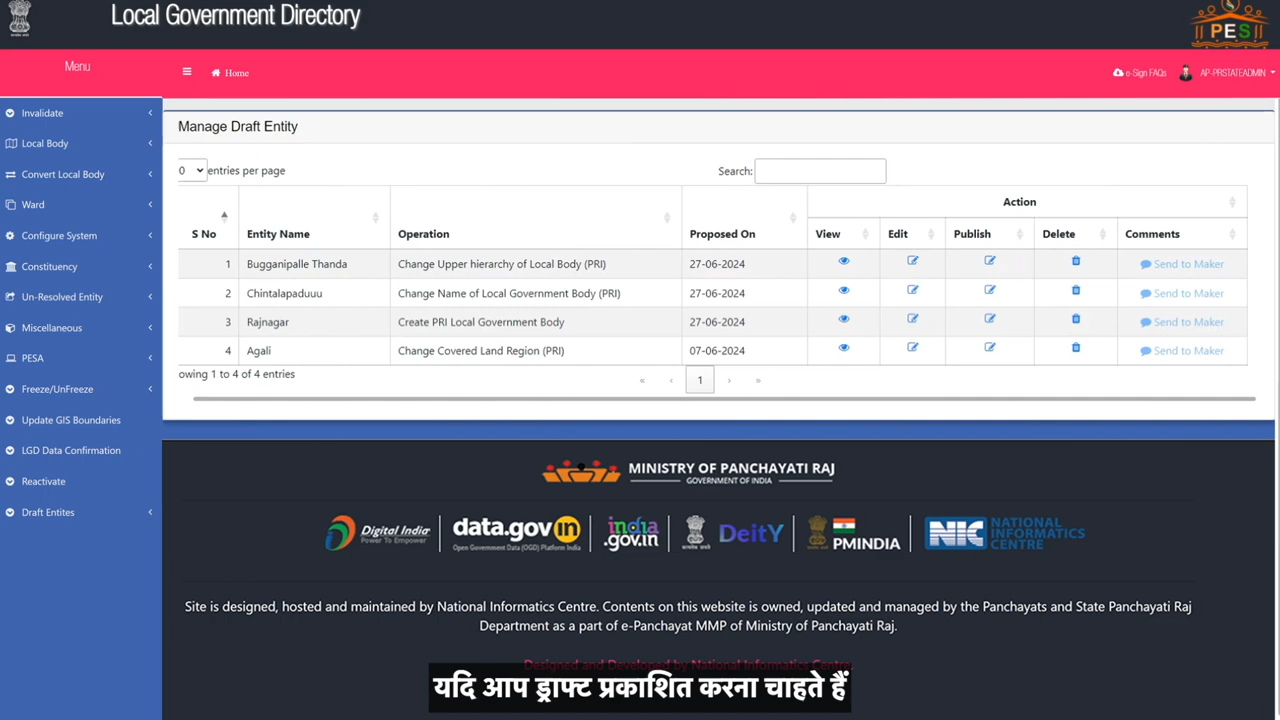 Local Government Directory
PES
Menu
Home
e-Sign FAQs
AP-PRSTATEADMIN
Invalidate
Local Body
Convert Local Body
Ward
Configure System
Constituency
Un-Resolved Entity
Miscellaneous
PESA
Freeze/UnFreeze
Update GIS Boundaries
LGD Data Confirmation
Reactivate
Draft Entites
Manage Draft Entity
0 entries per page
Search:
Action
S No Entity Name Operation Proposed On View Edit Publish Delete Comments
1 Bugganipalle Thanda Change Upper hierarchy of Local Body (PRI) 27-06-2024 Send to Maker
2 Chintalapaduuu Change Name of Local Government Body (PRI) 27-06-2024 Send to Maker
3 Rajnagar Create PRI Local Government Body 27-06-2024 Send to Maker
4 Agali Change Covered Land Region (PRI) 07-06-2024 Send to Maker
owing 1 to 4 of 4 entries
« ‹ 1 › »
MINISTRY OF PANCHAYATI RAJ
GOVERNMENT OF INDIA
Digital India
Power To Empower
data.gov in
Open Government Data (OGD) Platform India
india
.gov.in
DeitY
PMINDIA
NIC
NATIONAL
INFORMATICS
CENTRE
Site is designed, hosted and maintained by National Informatics Centre. Contents on this website is owned, updated and managed by the Panchayats and State Panchayati Raj
Department as a part of e-Panchayat MMP of Ministry of Panchayati Raj.
Designed and Developed by National Informatics Centre
यदि आप ड्राफ्ट प्रकाशित करना चाहते हैं